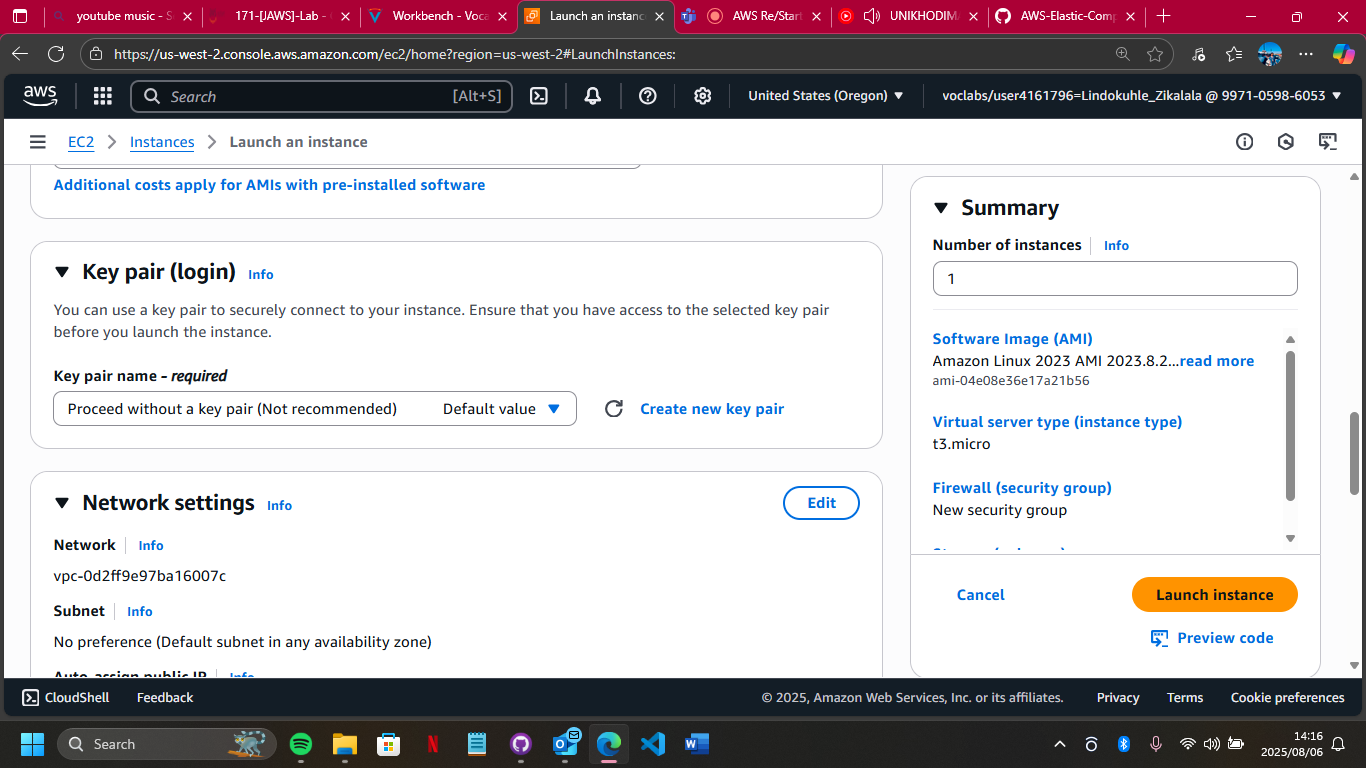 youtube music - S
171-[JAWS]-Lab -
Workbench - Voca
Launch an instanc
AWS Re/Start
UNIKHODIMA
AWS-Elastic-Comp
https://us-west-2.console.aws.amazon.com/ec2/home?region=us-west-2#LaunchInstances:
aws
Search
[Alt+S]
United States (Oregon)
voclabs/user4161796=Lindokuhle_Zikalala @ 9971-0598-6053
EC2
Instances
Launch an instance
Additional costs apply for AMIs with pre-installed software
Key pair (login) Info
You can use a key pair to securely connect to your instance. Ensure that you have access to the selected key pair
before you launch the instance.
Key pair name - required
Proceed without a key pair (Not recommended) Default value
Create new key pair
Network settings Info
Edit
Network Info
vpc-0d2ff9e97ba16007c
Subnet Info
No preference (Default subnet in any availability zone)
Auto-assign public IP Info
Summary
Number of instances Info
1
Software Image (AMI)
Amazon Linux 2023 AMI 2023.8.2...read more
ami-04e08e36e17a21b56
Virtual server type (instance type)
t3.micro
Firewall (security group)
New security group
Cancel
Launch instance
Preview code
CloudShell
Feedback
© 2025, Amazon Web Services, Inc. or its affiliates.
Privacy
Terms
Cookie preferences
Search
14:16
2025/08/06